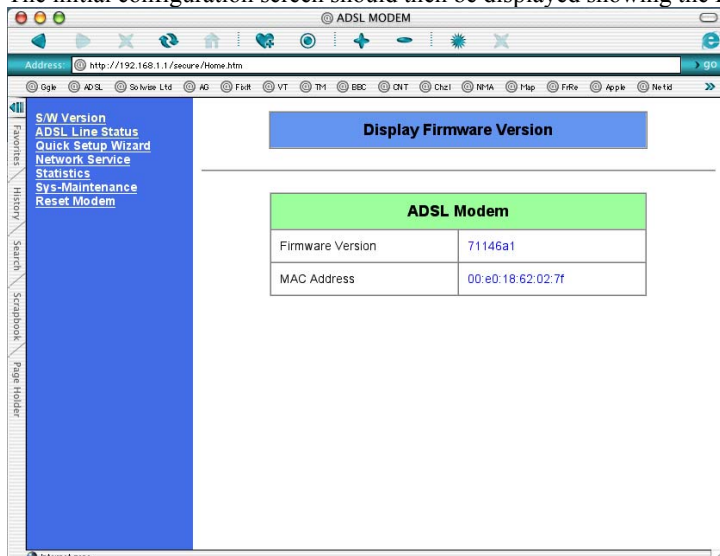 The initial configuration screen should then be displayed showing the
ADSL MODEM
Address: http://192.168.1.1/secure/Home.htm go
Ggle ADSL Solwise Ltd AG FixIt VT TM BBC CNT Chzl NMA Map FrRe Apple Netid
Favorites
History
Search
Scrapbook
Page Holder
S/W Version
ADSL Line Status
Quick Setup Wizard
Network Service
Statistics
Sys-Maintenance
Reset Modem
Display Firmware Version
ADSL Modem
Firmware Version 71146a1
MAC Address 00:e0:18:62:02:7f